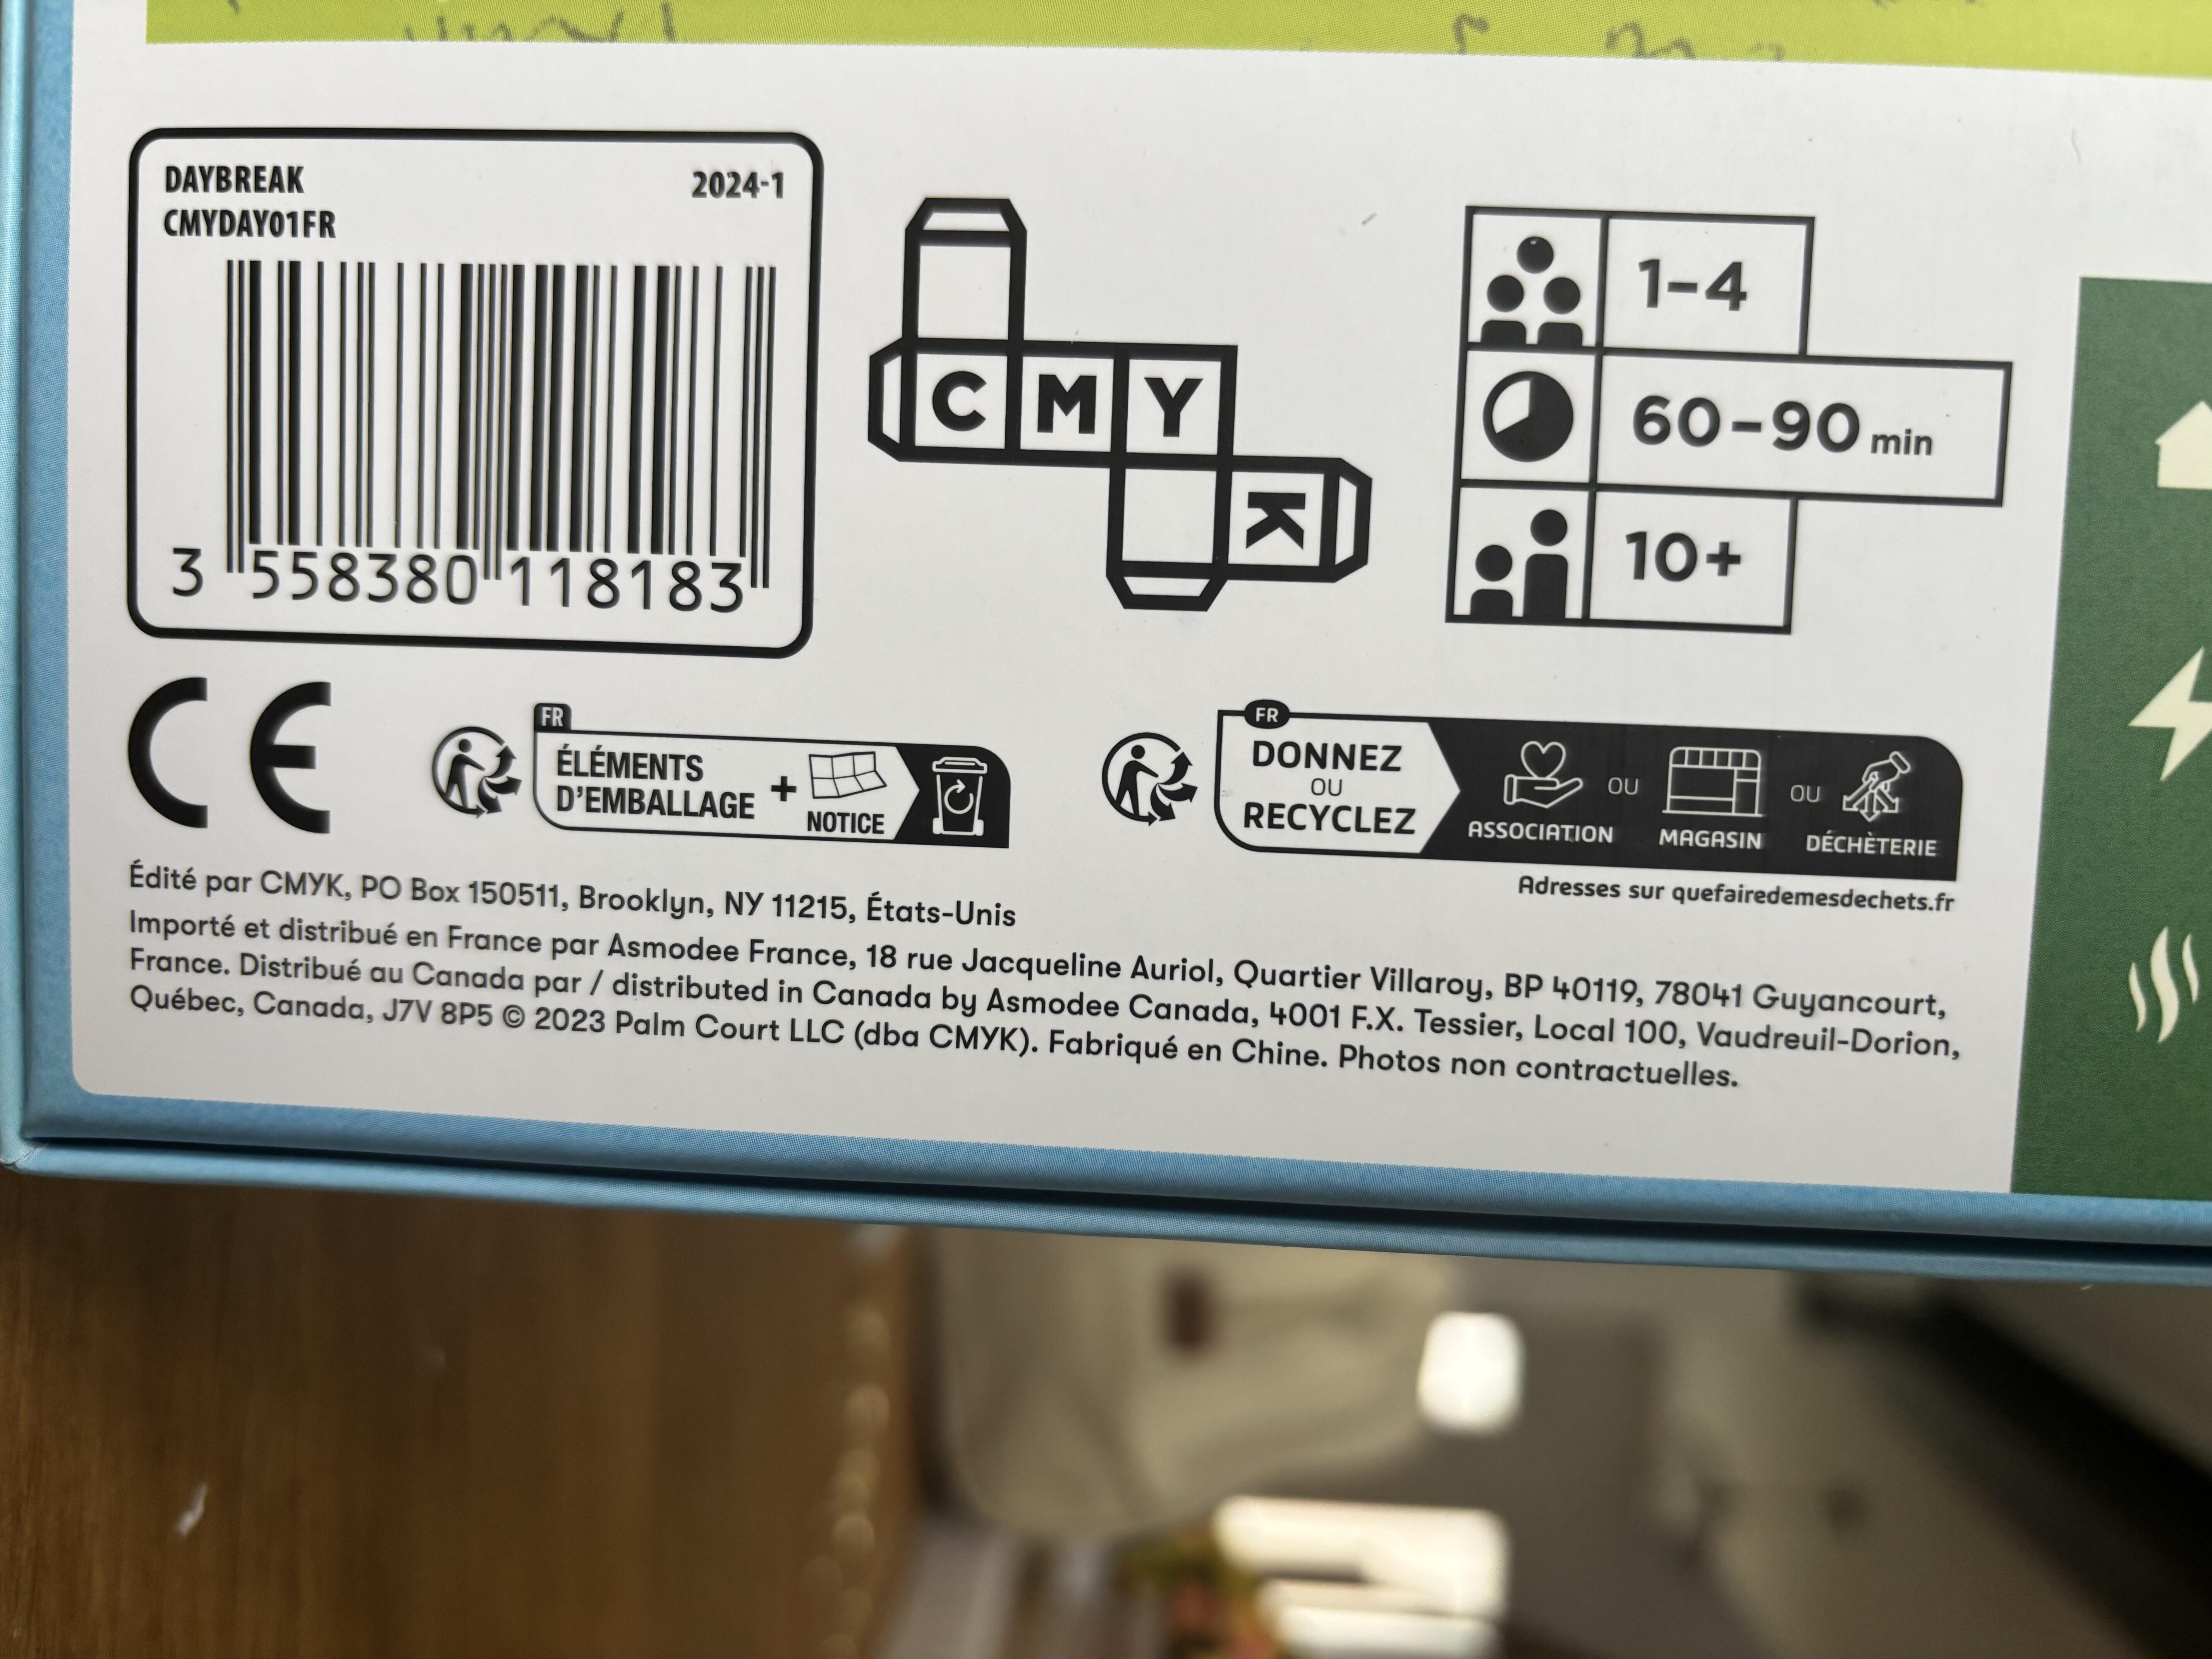 DAYBREAK 2024-1
CMYDAY01FR
3 558380 118183
C M Y
K
1-4
60-90 min
10+
CE
FR
ÉLÉMENTS
D'EMBALLAGE + NOTICE
FR
DONNEZ
OU
RECYCLEZ
ASSOCIATION OU MAGASIN OU DÉCHÈTERIE
Adresses sur quefairedemesdechets.fr
Édité par CMYK, PO Box 150511, Brooklyn, NY 11215, États-Unis
Importé et distribué en France par Asmodee France, 18 rue Jacqueline Auriol, Quartier Villaroy, BP 40119, 78041 Guyancourt,
France. Distribué au Canada par / distributed in Canada by Asmodee Canada, 4001 F.X. Tessier, Local 100, Vaudreuil-Dorion,
Québec, Canada, J7V 8P5 © 2023 Palm Court LLC (dba CMYK). Fabriqué en Chine. Photos non contractuelles.